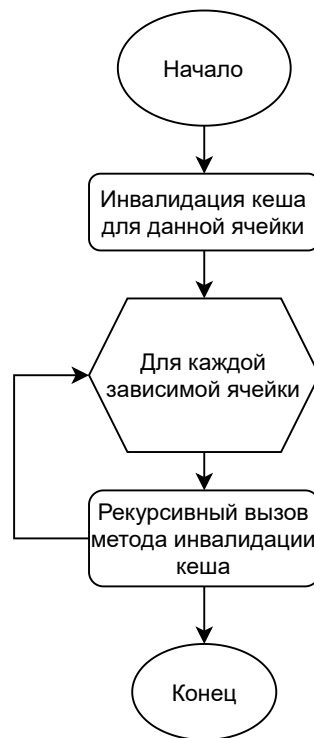 Начало
Инвалидация кеша
для данной ячейки
Для каждой
зависимой ячейки
Рекурсивный вызов
метода инвалидации
кеша
Конец